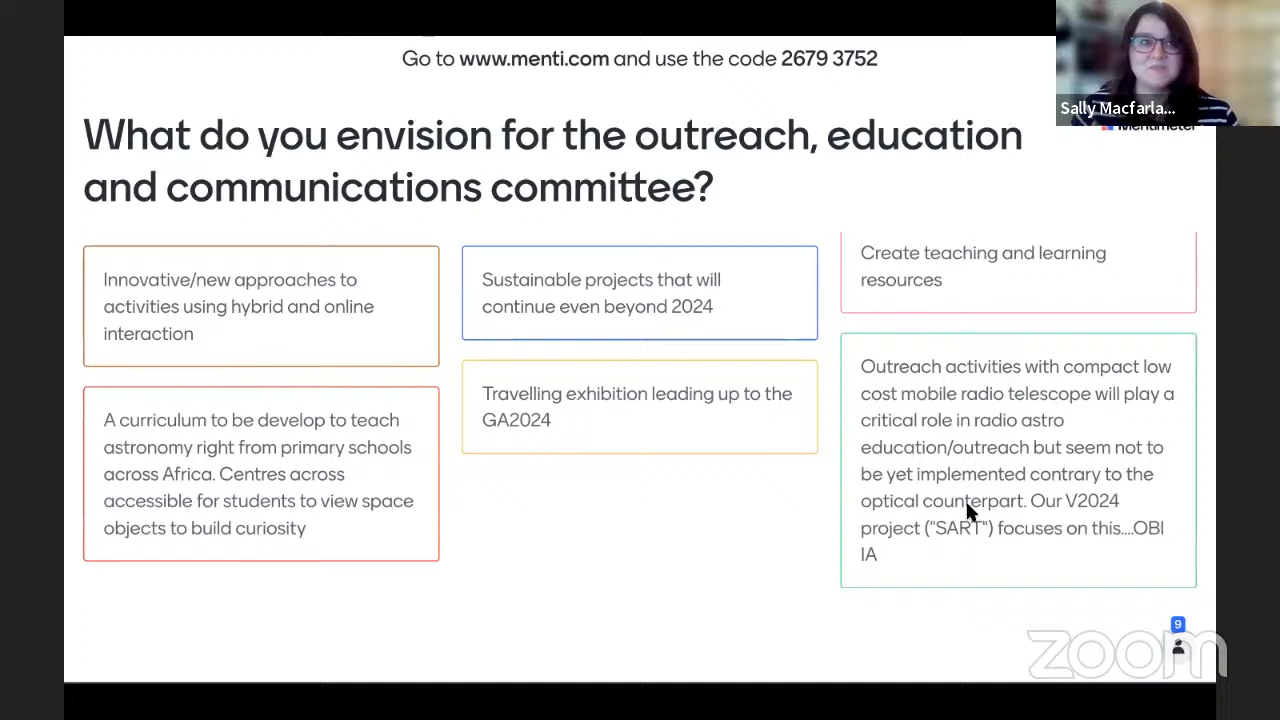 Go to www.menti.com and use the code 2679 3752
Sally Macfarla...
Mentimeter
What do you envision for the outreach, education
and communications committee?
Innovative/new approaches to
activities using hybrid and online
interaction
A curriculum to be develop to teach
astronomy right from primary schools
across Africa. Centres across
accessible for students to view space
objects to build curiosity
Sustainable projects that will
continue even beyond 2024
Travelling exhibition leading up to the
GA2024
Create teaching and learning
resources
Outreach activities with compact low
cost mobile radio telescope will play a
critical role in radio astro
education/outreach but seem not to
be yet implemented contrary to the
optical counterpart. Our V2024
project ("SART") focuses on this....OBI
IA
9
zoom